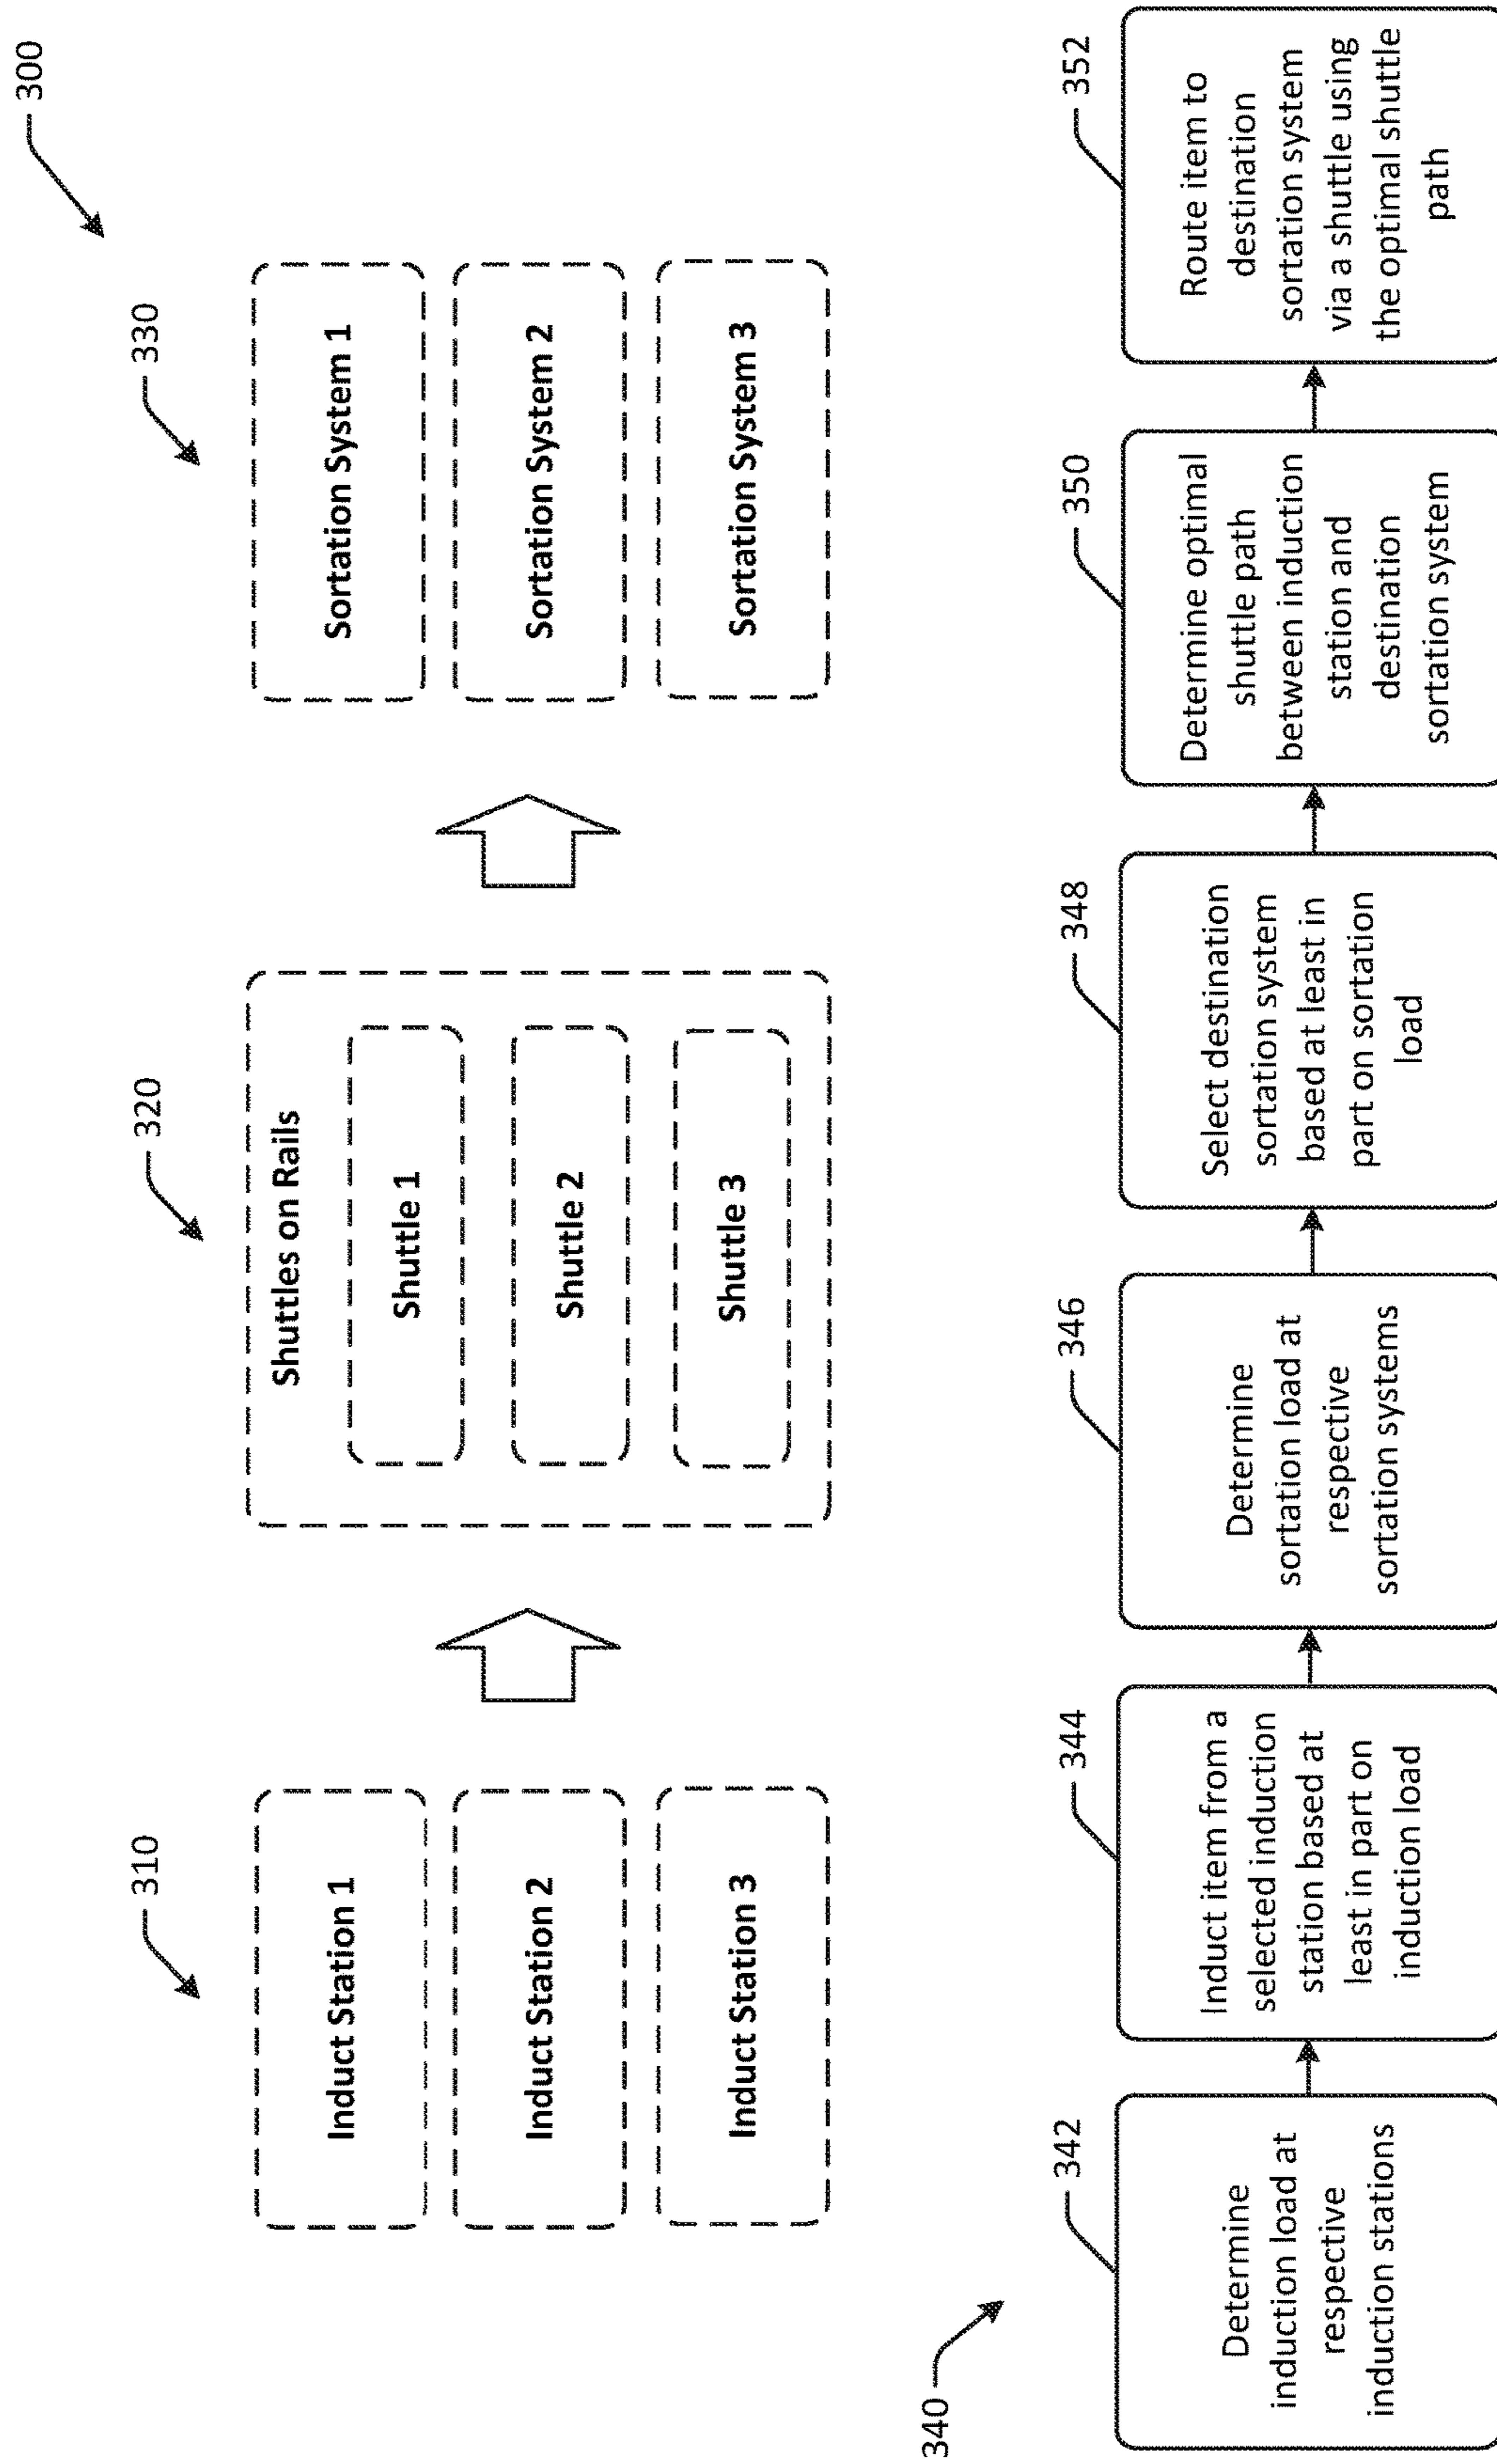 300
310
Induct Station 1
Induct Station 2
Induct Station 3
320
Shuttles on Rails
Shuttle 1
Shuttle 2
Shuttle 3
330
Sortation System 1
Sortation System 2
Sortation System 3
340
342
Determine
induction load at
respective
induction stations
344
Induct item from a
selected induction
station based at
least in part on
induction load
346
Determine
sortation load at
respective
sortation systems
348
Select destination
sortation system
based at least in
part on sortation
load
350
Determine optimal
shuttle path
between induction
station and
destination
sortation system
352
Route item to
destination
sortation system
via a shuttle using
the optimal shuttle
path